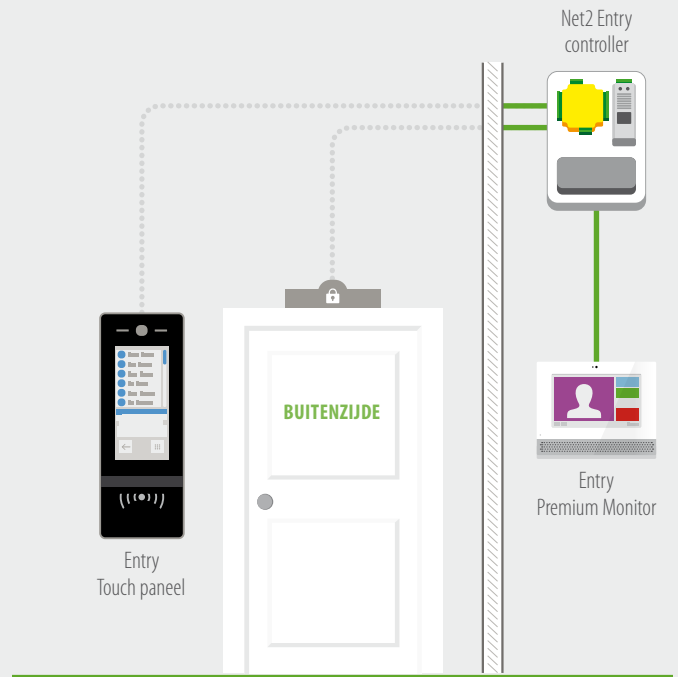 Net2 Entry
controller
BUITENZIJDE
Entry
Premium Monitor
Entry
Touch paneel